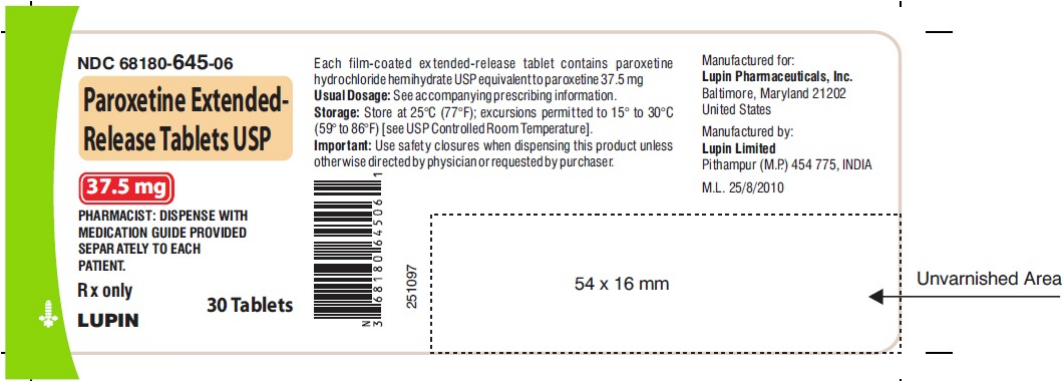 NDC 68180-645-06
Paroxetine Extended-
Release Tablets USP
37.5 mg
PHARMACIST: DISPENSE WITH
MEDICATION GUIDE PROVIDED
SEPARATELY TO EACH
PATIENT.
Rx only
30 Tablets
LUPIN
Each film-coated extended-release tablet contains paroxetine
hydrochloride hemihydrate USP equivalent to paroxetine 37.5 mg
Usual Dosage: See accompanying prescribing information.
Storage: Store at 25°C (77°F); excursions permitted to 15° to 30°C
(59° to 86°F) [see USP Controlled Room Temperature].
Important: Use safety closures when dispensing this product unless
otherwise directed by physician or requested by purchaser.
N
3 68180 64506 1
251097
Manufactured for:
Lupin Pharmaceuticals, Inc.
Baltimore, Maryland 21202
United States
Manufactured by:
Lupin Limited
Pithampur (M.P.) 454 775, INDIA
M.L. 25/8/2010
54 x 16 mm
Unvarnished Area